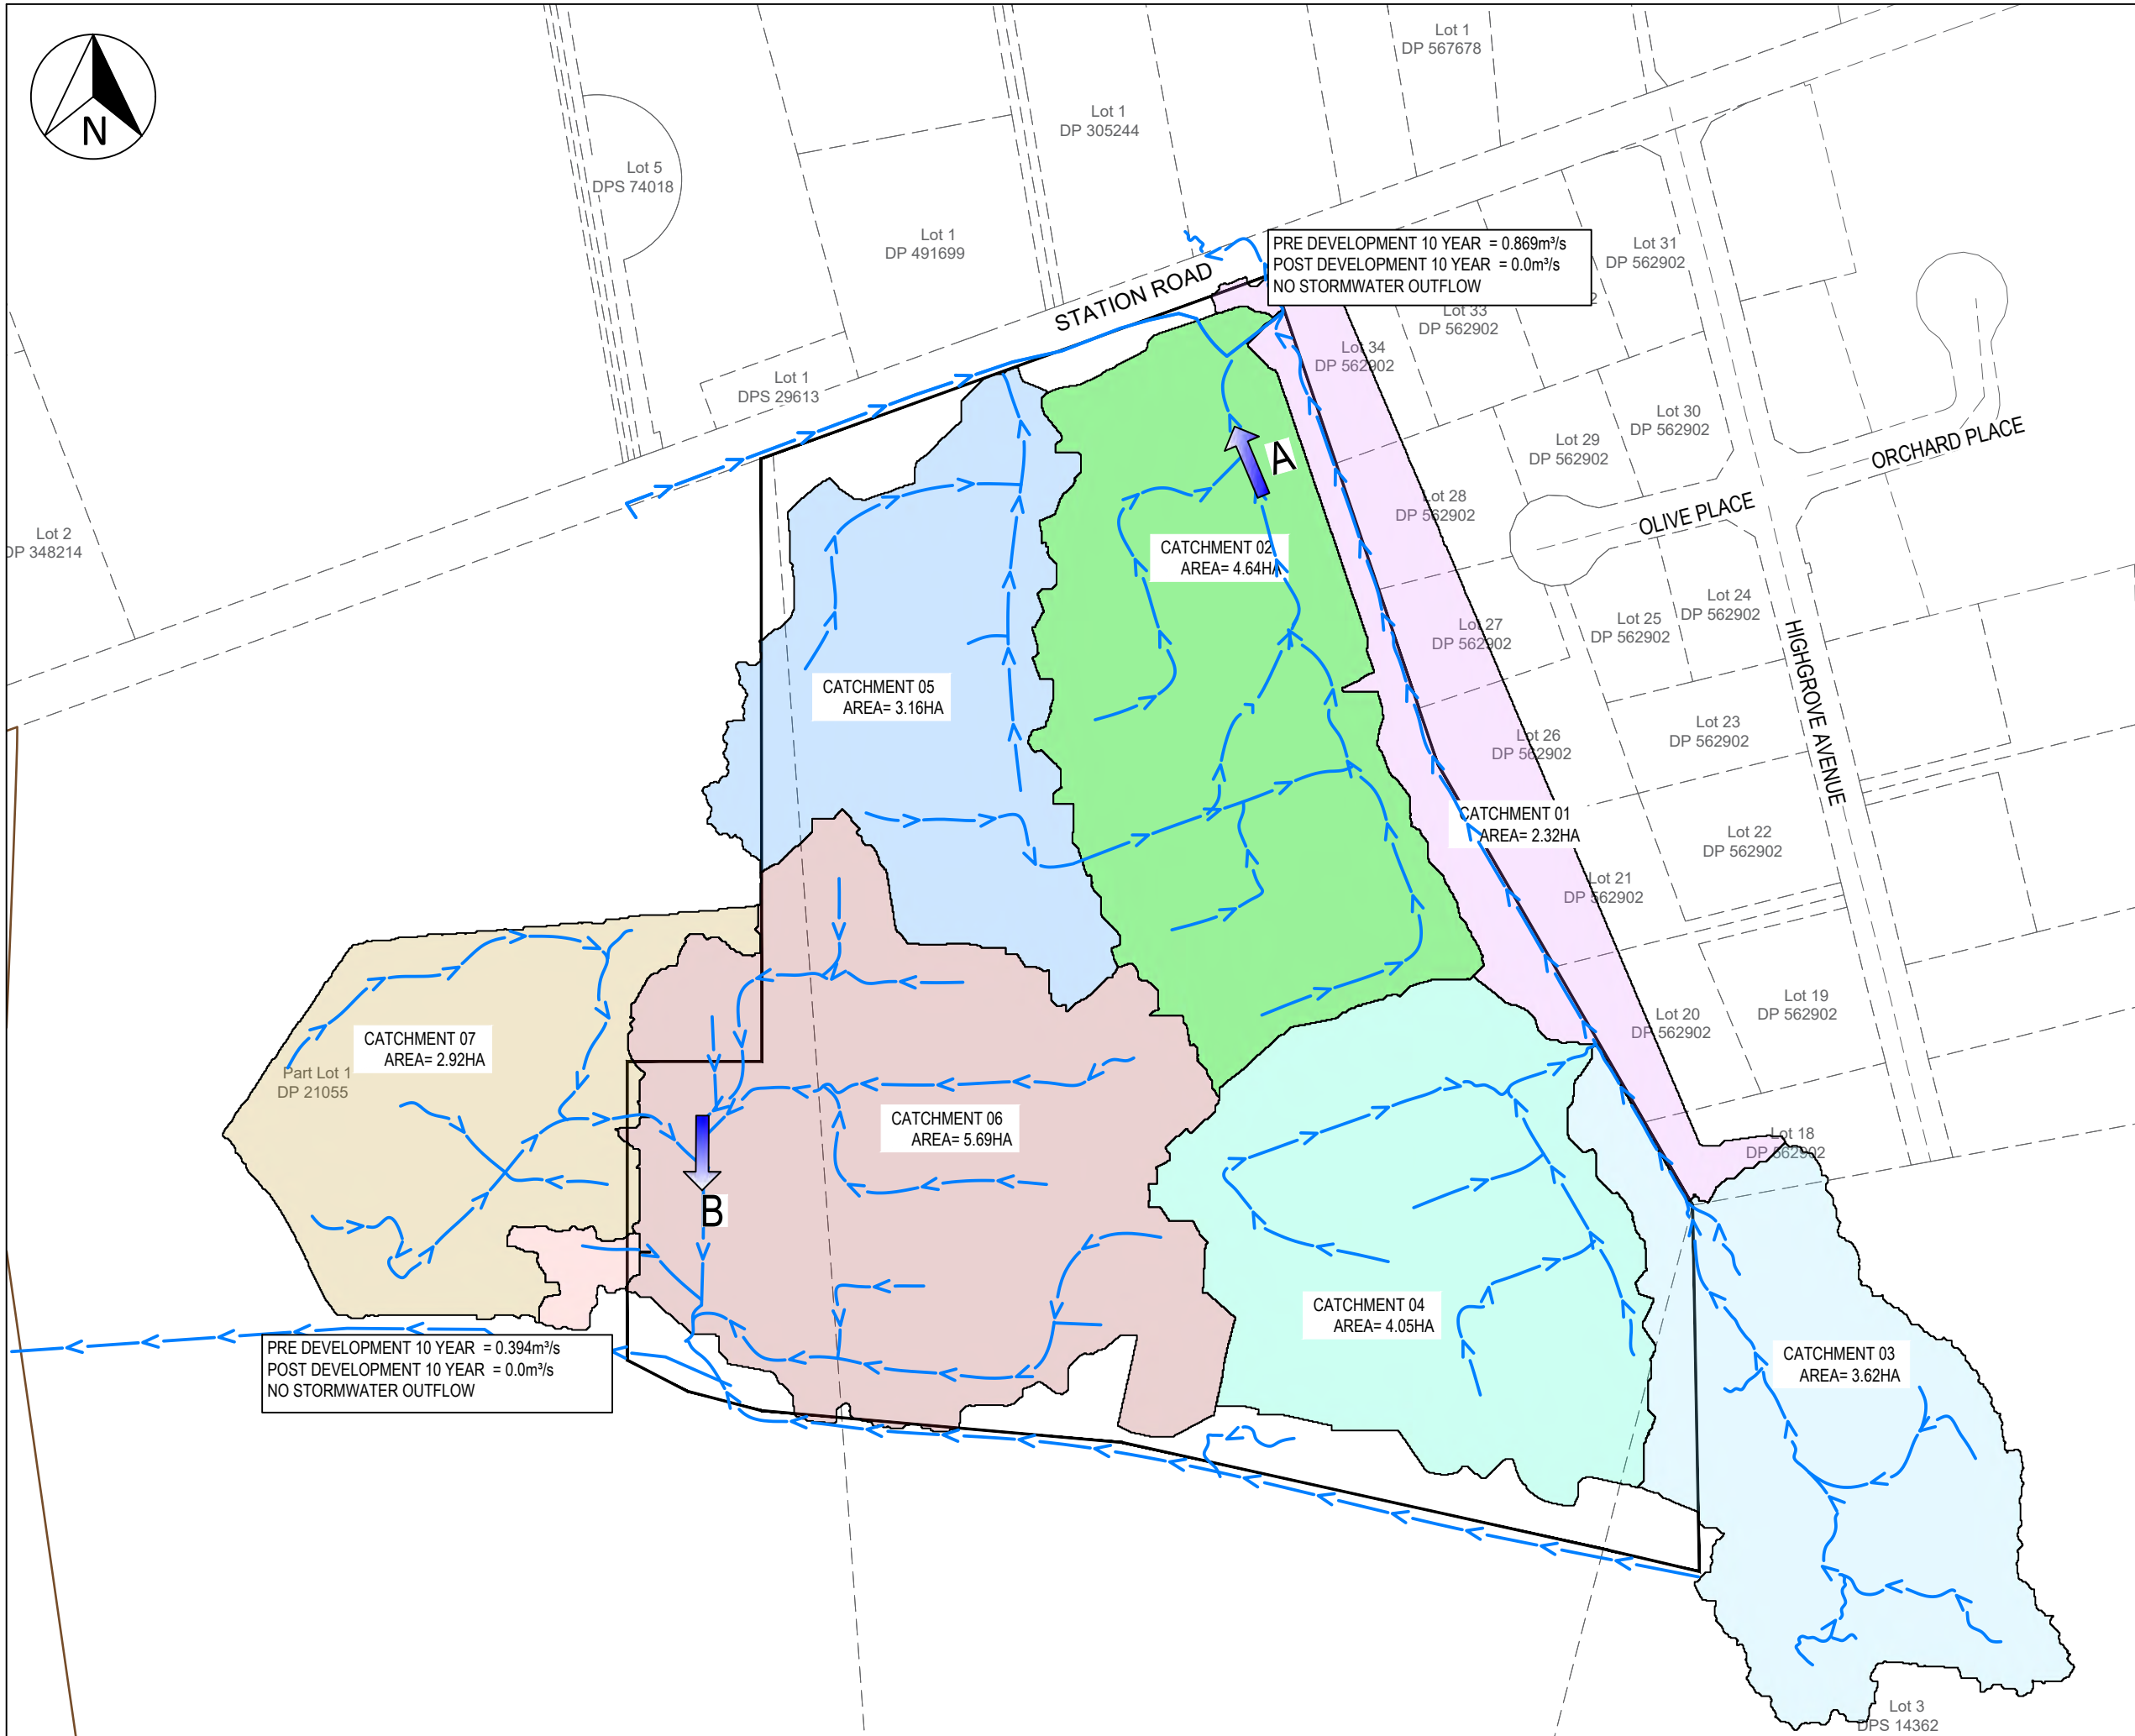 N
Lot 1
DP 567678
Lot 1
DP 305244
Lot 5
DPS 74018
Lot 1
DP 491699
Lot 31
DP 562902
STATION ROAD
PRE DEVELOPMENT 10 YEAR = 0.869m³/s
POST DEVELOPMENT 10 YEAR = 0.0m³/s
NO STORMWATER OUTFLOW
2
Lot 33
DP 562902
Lot 34
DP 562902
Lot 1
DPS 29613
Lot 30
DP 562902
Lot 29
DP 562902
ORCHARD PLACE
A
Lot 28
DP 562902
OLIVE PLACE
Lot 2
DP 348214
CATCHMENT 02
AREA= 4.64HA
Lot 24
DP 562902
Lot 25
DP 562902
Lot 27
DP 562902
HIGHGROVE AVENUE
CATCHMENT 05
AREA= 3.16HA
Lot 23
DP 562902
Lot 26
DP 562902
CATCHMENT 01
AREA= 2.32HA
Lot 22
DP 562902
Lot 21
DP 562902
Lot 19
DP 562902
Lot 20
DP 562902
CATCHMENT 07
AREA= 2.92HA
Part Lot 1
DP 21055
CATCHMENT 06
AREA= 5.69HA
Lot 18
DP 562902
B
CATCHMENT 04
AREA= 4.05HA
PRE DEVELOPMENT 10 YEAR = 0.394m³/s
POST DEVELOPMENT 10 YEAR = 0.0m³/s
NO STORMWATER OUTFLOW
CATCHMENT 03
AREA= 3.62HA
Lot 3
DPS 14362